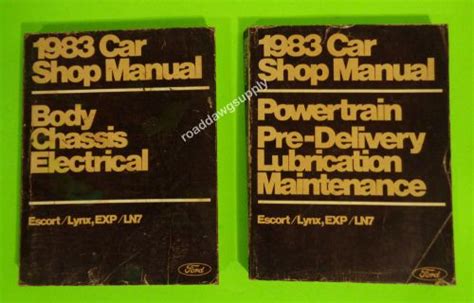 1983 Car
Shop Manual
Body
Chassis
Electrical
Escort/Lynx, EXP/LN7
Ford
roaddawgsupply
1983 Car
Shop Manual
Powertrain
Pre-Delivery
Lubrication
Maintenance
Escort/Lynx, EXP/LN7
Ford